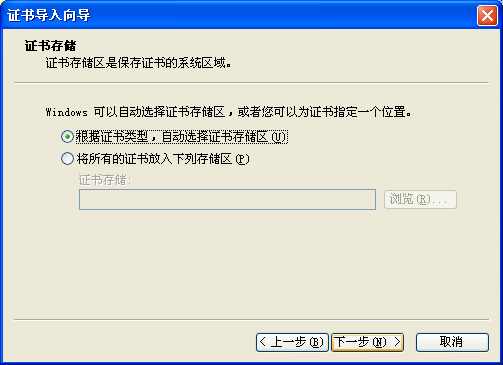 证书导入向导
证书存储
证书存储区是保存证书的系统区域。
Windows 可以自动选择证书存储区，或者您可以为证书指定一个位置。
根据证书类型，自动选择证书存储区(U)
将所有的证书放入下列存储区(P)
证书存储:
浏览(R)...
< 上一步(B) 下一步(N) > 取消